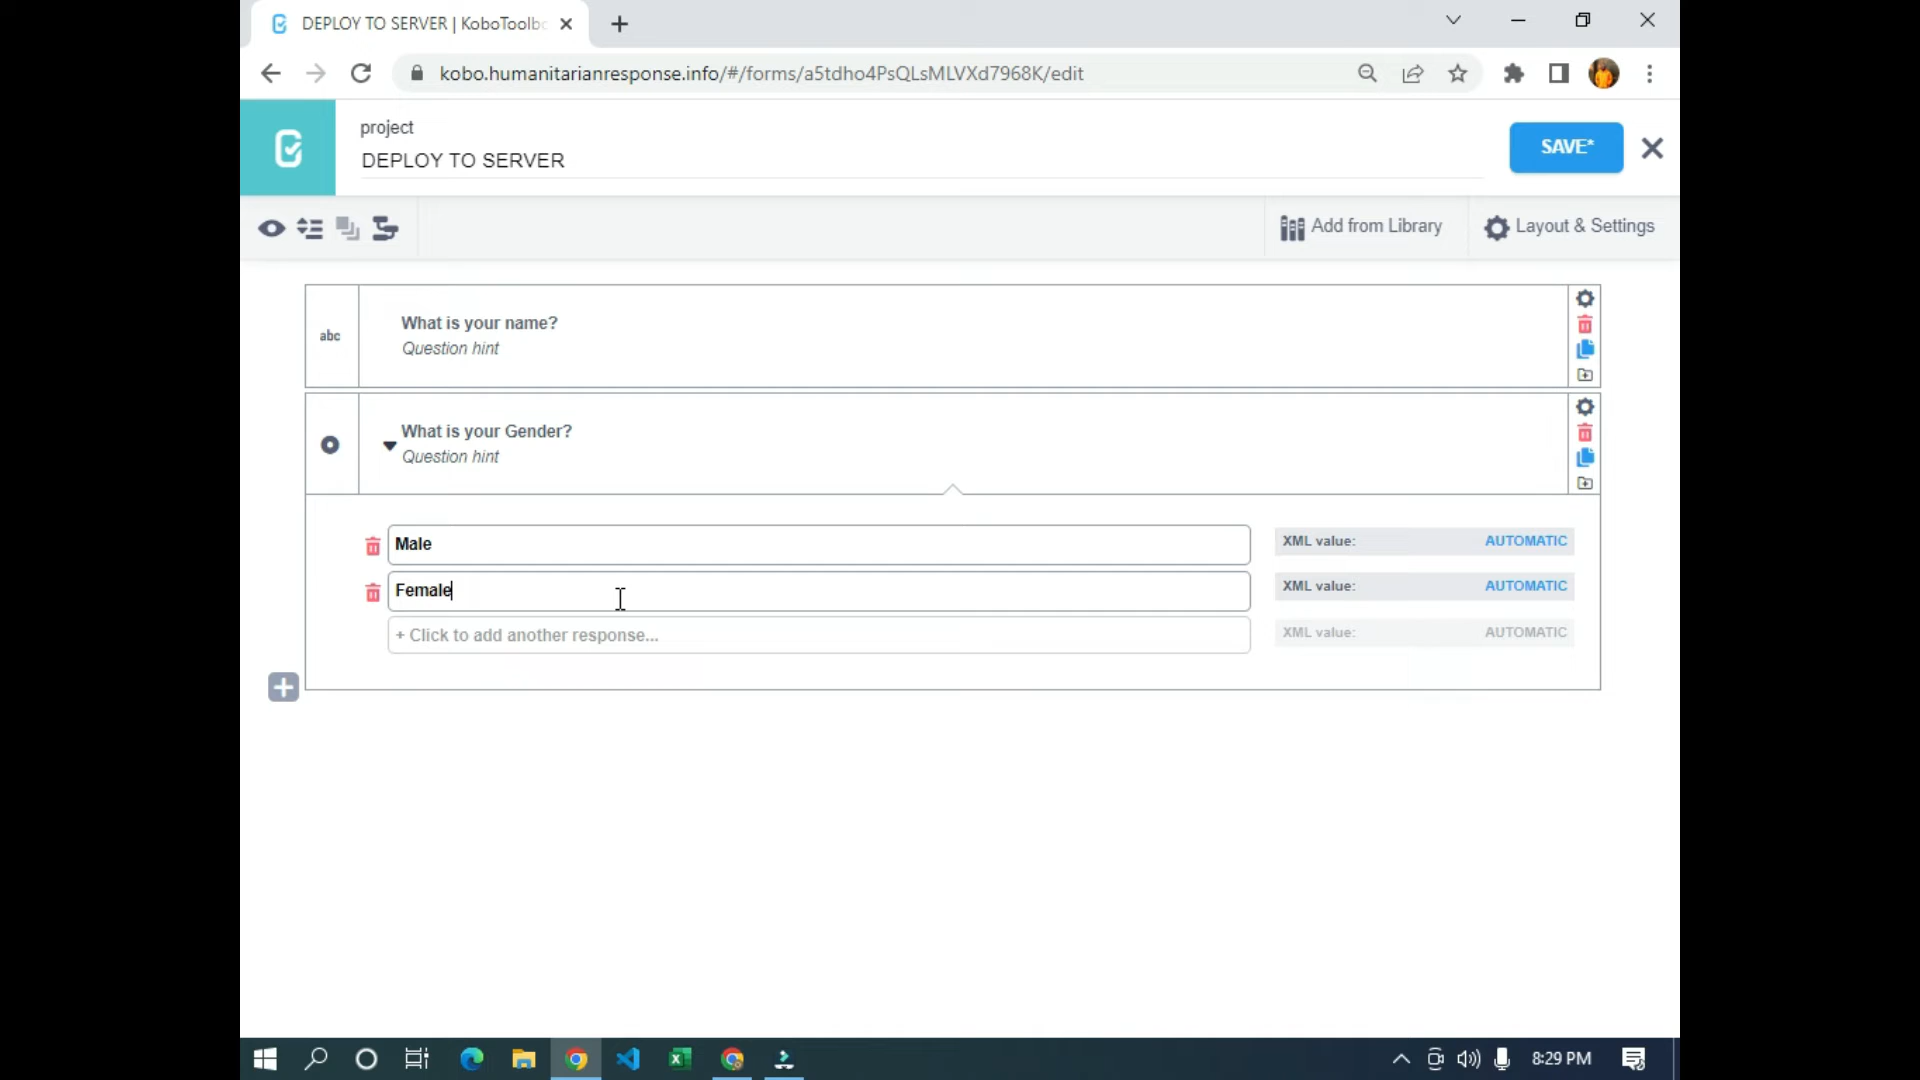 DEPLOY TO SERVER | KoboToolbo
kobo.humanitarianresponse.info/#/forms/a5tdho4PsQLsMLVXd7968K/edit
project
DEPLOY TO SERVER
SAVE*
Add from Library
Layout & Settings
abc
What is your name?
Question hint
What is your Gender?
Question hint
Male
XML value: AUTOMATIC
Female
XML value: AUTOMATIC
+ Click to add another response...
XML value: AUTOMATIC
8:29 PM